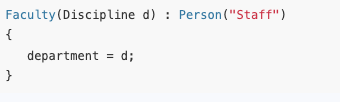 Faculty(Discipline d) : Person("Staff")
{
   department = d;
}